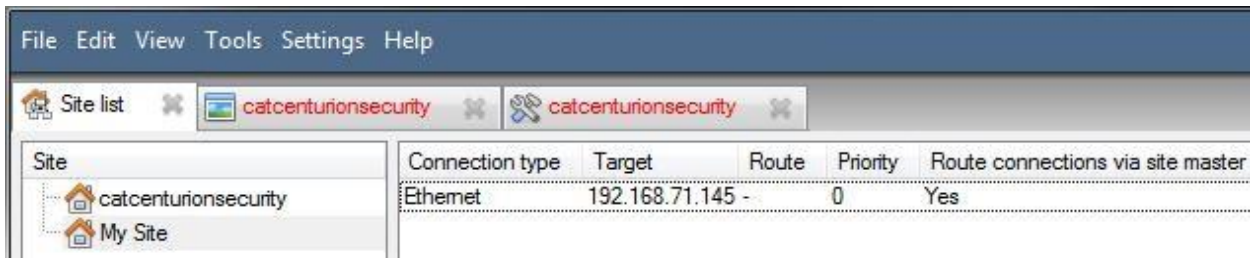 File Edit View Tools Settings Help
Site list catcenturionsecurity catcenturionsecurity
Site Connection type Target Route Priority Route connections via site master
catcenturionsecurity Ethernet 192.168.71.145 - 0 Yes
My Site